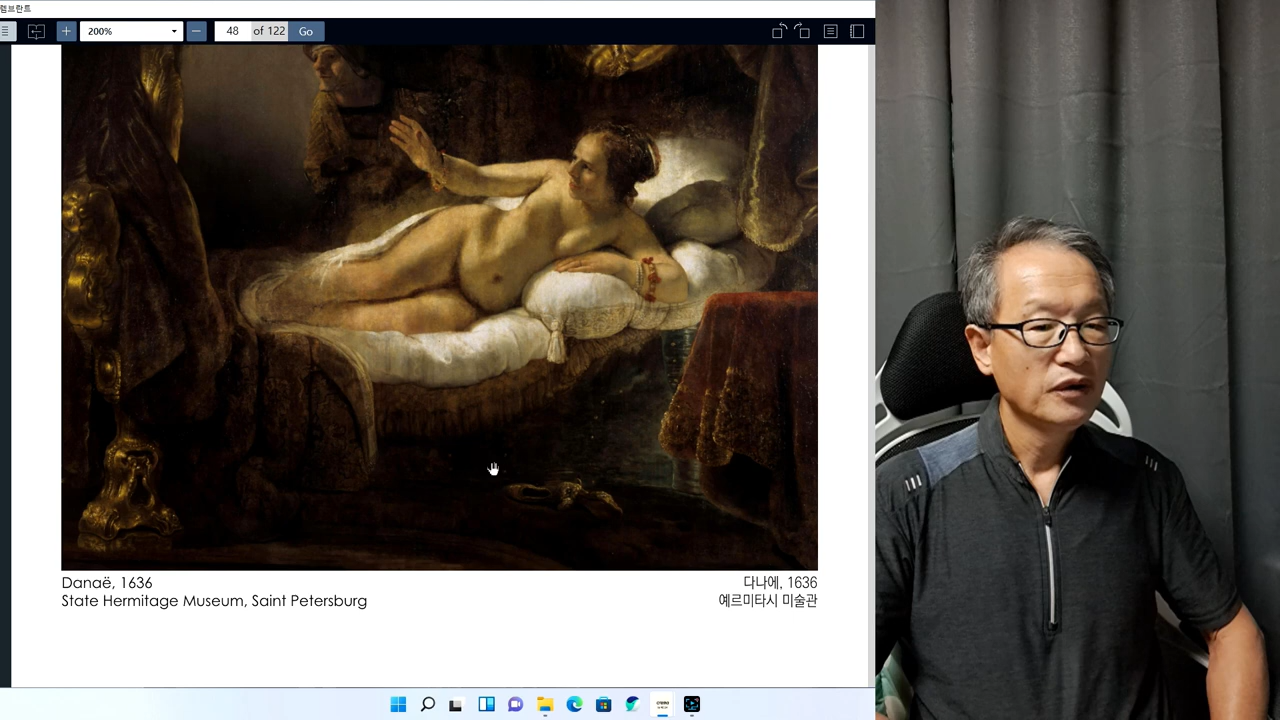 렘브란트
200%
48 of 122 Go
Danaë, 1636
State Hermitage Museum, Saint Petersburg
다나에, 1636
예르미타시 미술관